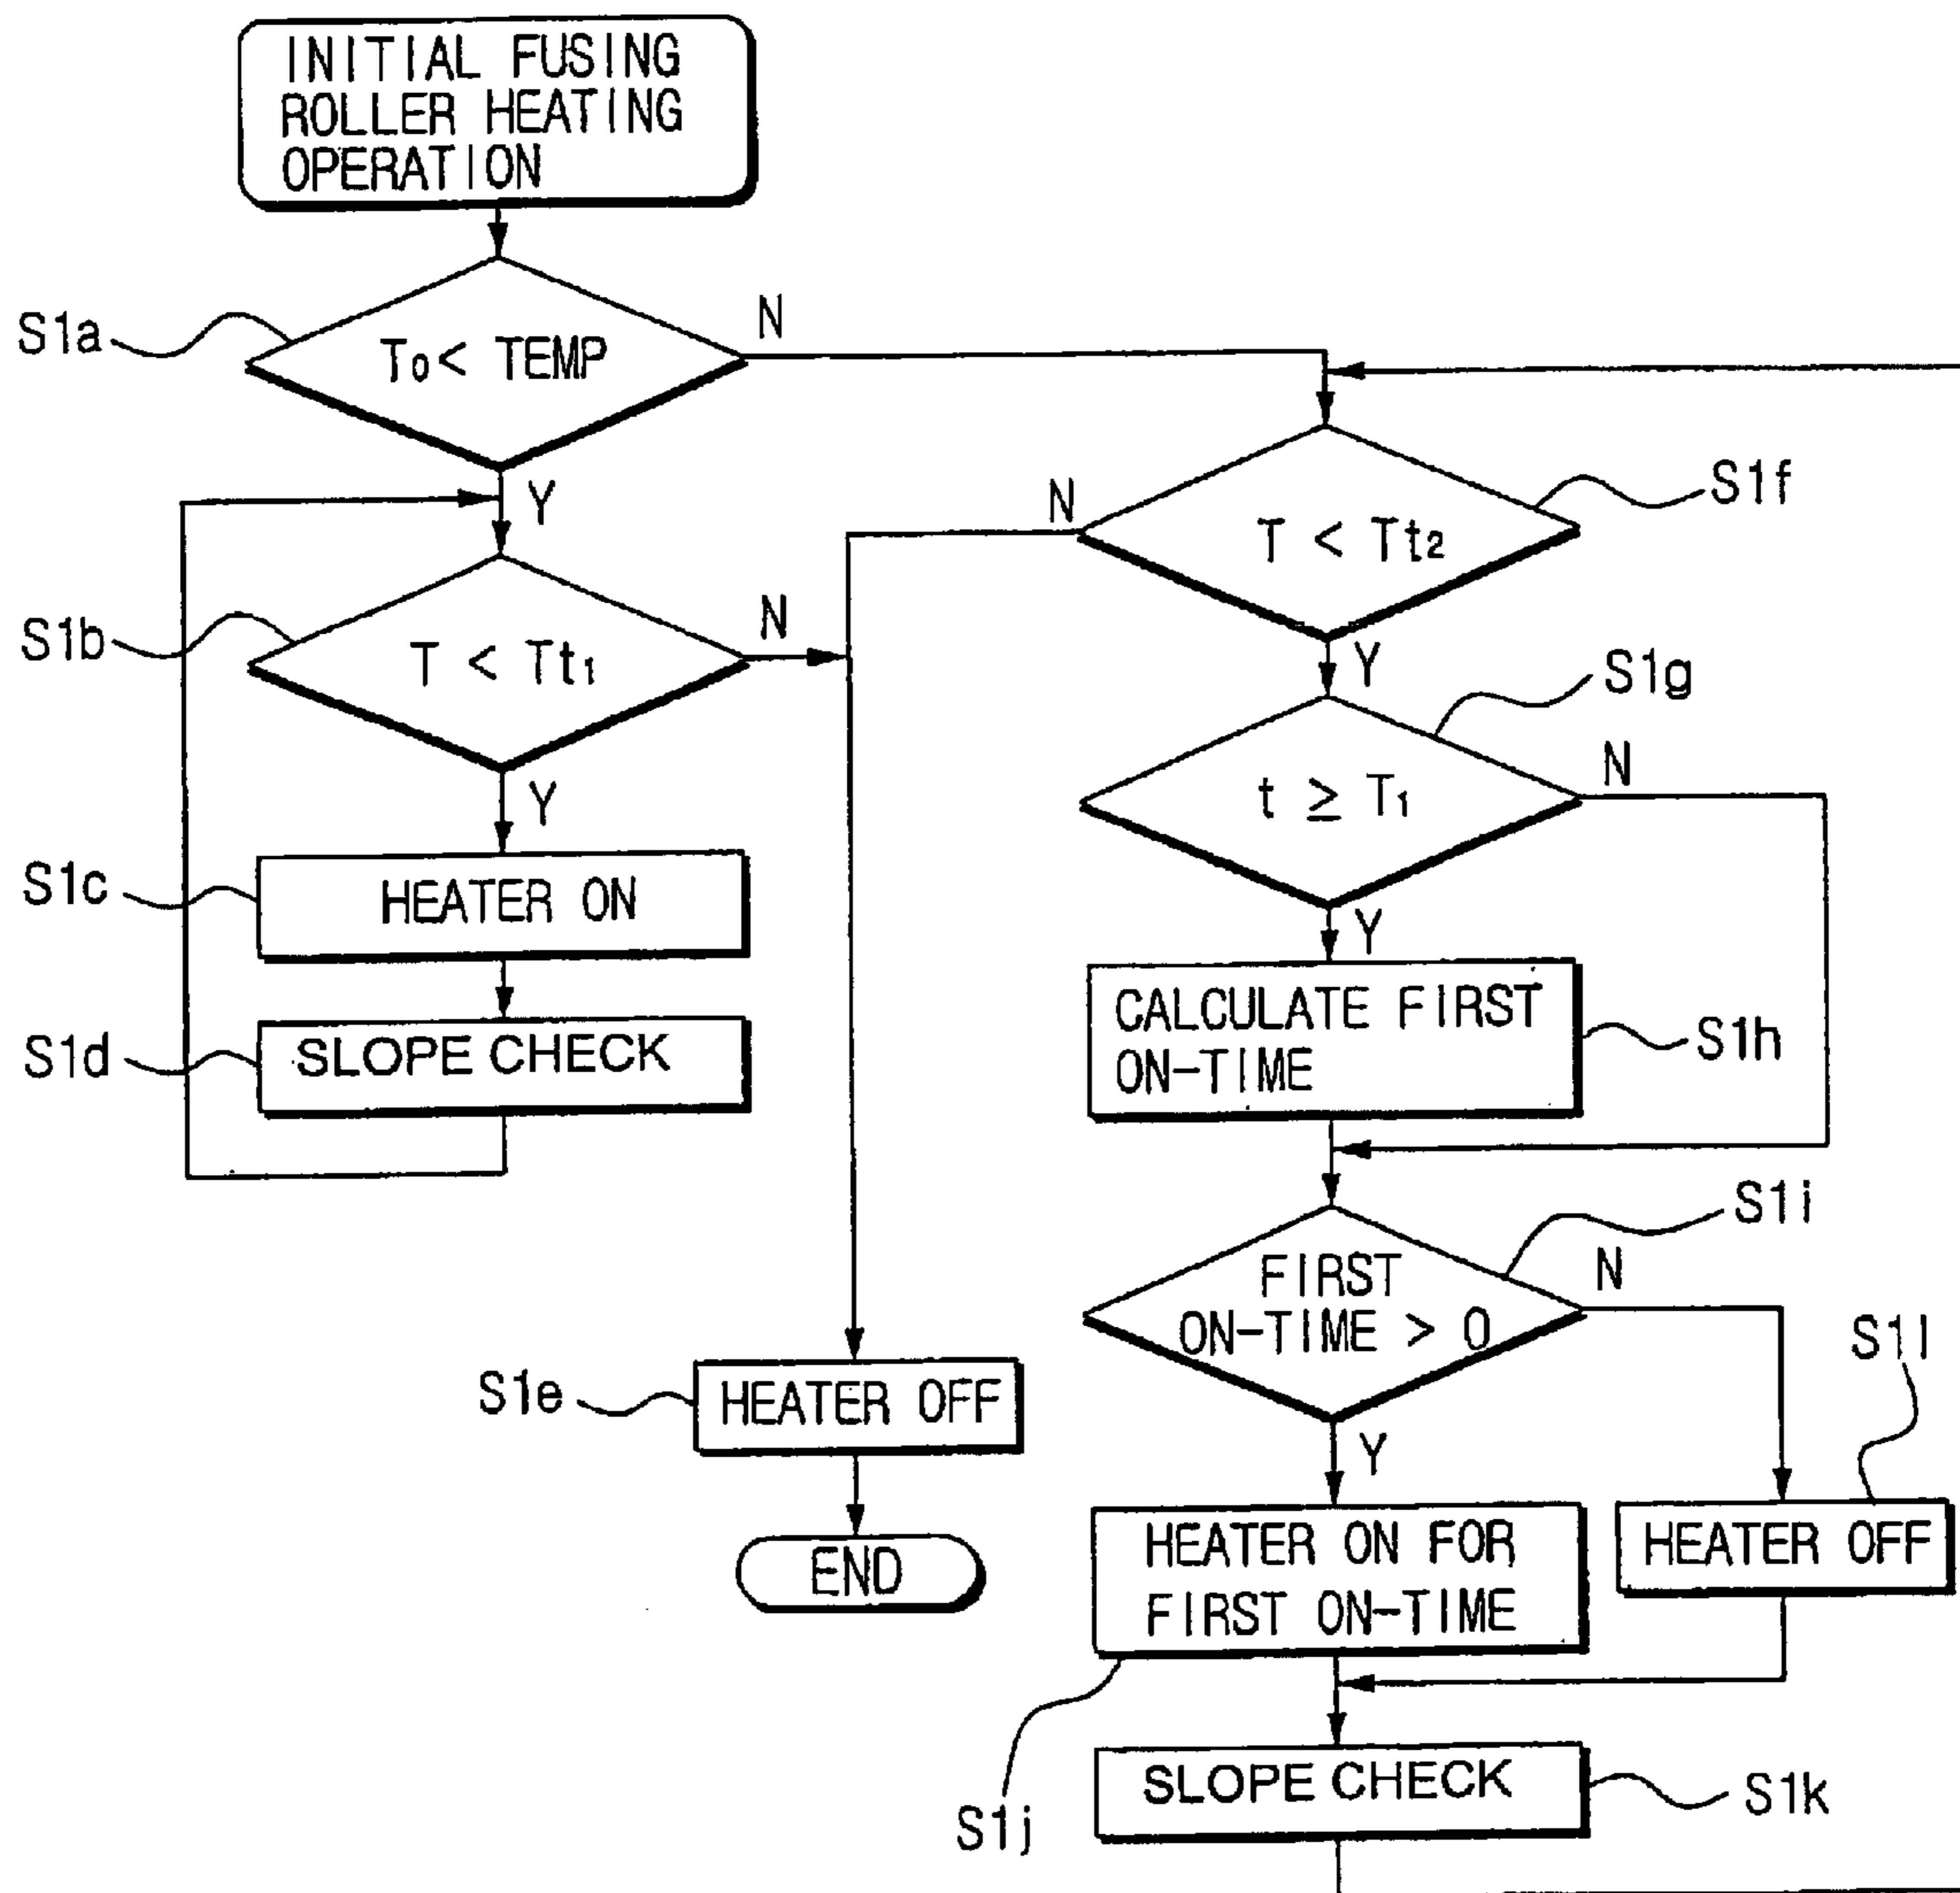 INITIAL FUSING
ROLLER HEATING
OPERATION
S1a
T0 < TEMP
N
Y
S1b
T < Tt1
N
Y
S1c
HEATER ON
S1d
SLOPE CHECK
S1e
HEATER OFF
END
S1f
T < Tt2
N
Y
S1g
t ≥ T1
N
Y
CALCULATE FIRST
ON-TIME
S1h
S1i
FIRST
ON-TIME > 0
N
Y
S1l
HEATER ON FOR
FIRST ON-TIME
HEATER OFF
S1j
SLOPE CHECK
S1k